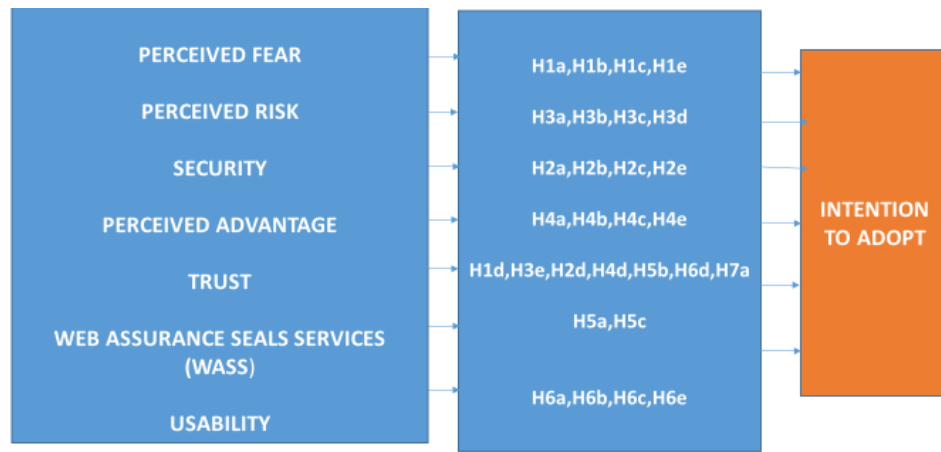 PERCEIVED FEAR
PERCEIVED RISK
SECURITY
PERCEIVED ADVANTAGE
TRUST
WEB ASSURANCE SEALS SERVICES
(WASS)
USABILITY
H1a,H1b,H1c,H1e
H3a,H3b,H3c,H3d
H2a,H2b,H2c,H2e
H4a,H4b,H4c,H4e
H1d,H3e,H2d,H4d,H5b,H6d,H7a
H5a,H5c
H6a,H6b,H6c,H6e
INTENTION
TO ADOPT